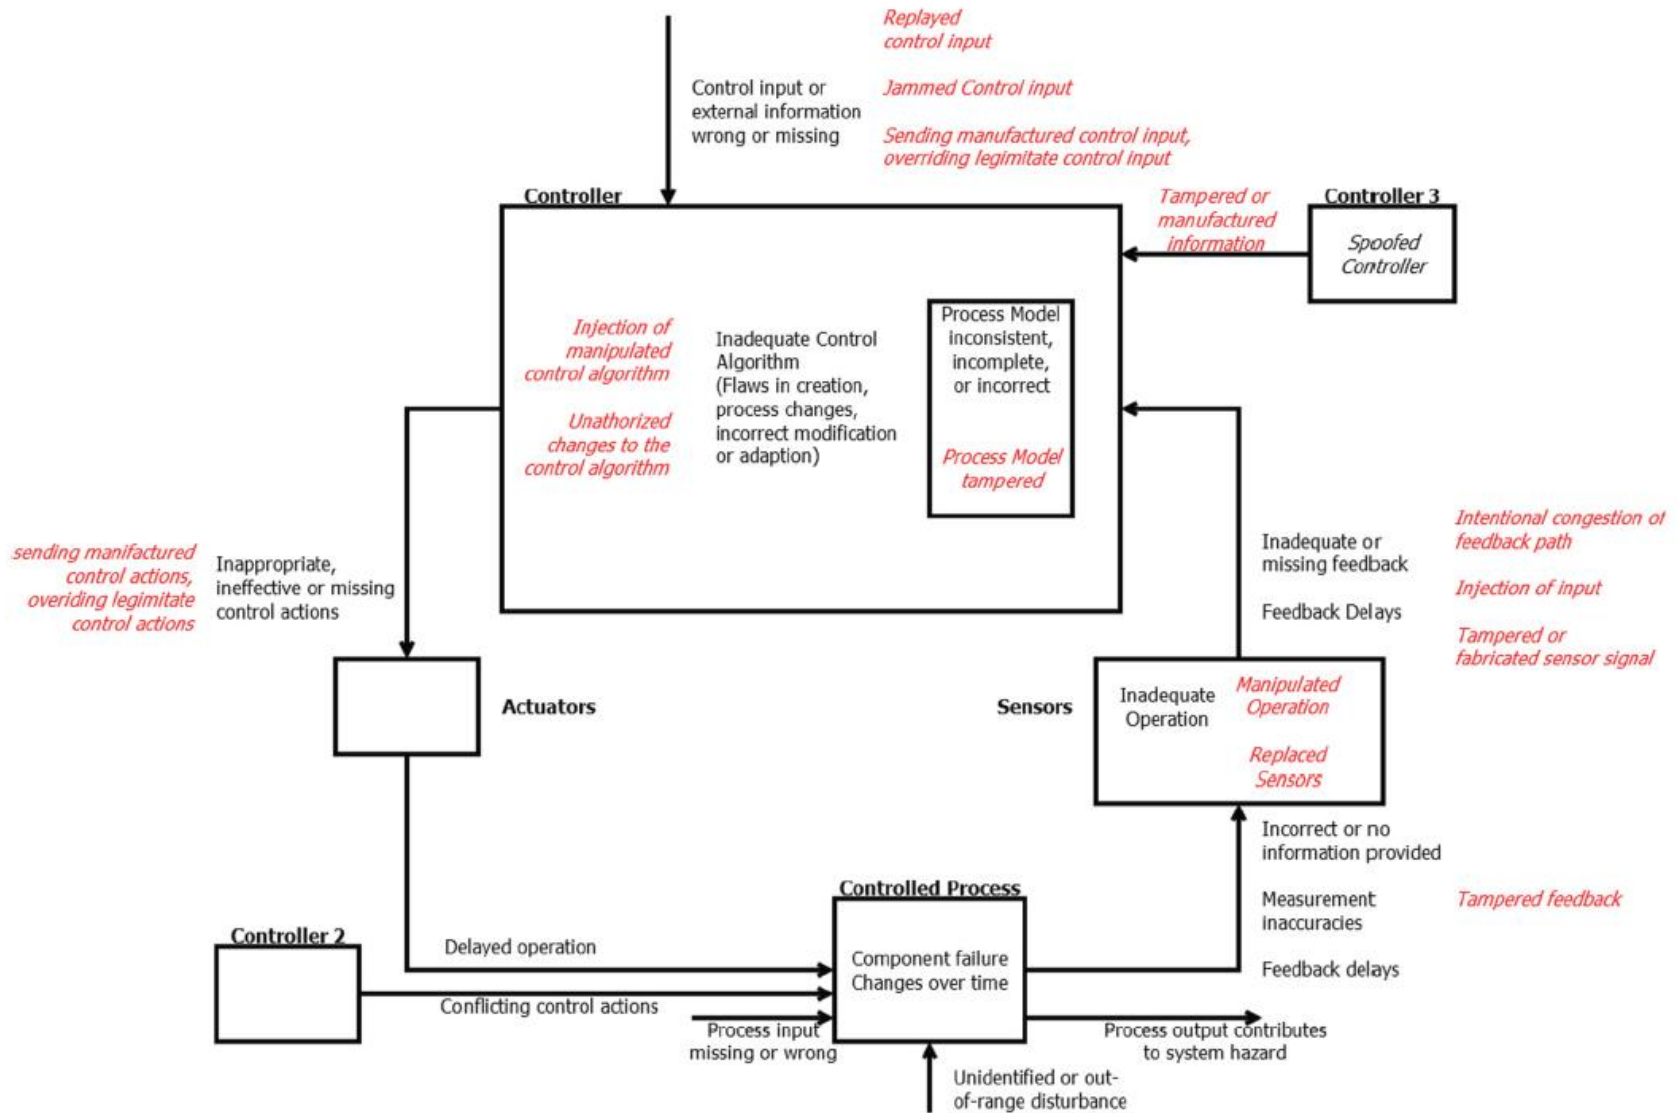 Replayed
control input
Control input or
external information
wrong or missing
Jammed Control input
Sending manufactured control input,
overriding legimitate control input
Controller
Tampered or
manufactured
information
Controller 3
Spoofed
Controller
Injection of
manipulated
control algorithm
Unathorized
changes to the
control algorithm
Inadequate Control
Algorithm
(Flaws in creation,
process changes,
incorrect modification
or adaption)
Process Model
inconsistent,
incomplete,
or incorrect
Process Model
tampered
sending manifactured
control actions,
overiding legimitate
control actions
Inappropriate,
ineffective or missing
control actions
Inadequate or
missing feedback
Feedback Delays
Intentional congestion of
feedback path
Injection of input
Tampered or
fabricated sensor signal
Actuators
Sensors
Inadequate
Operation
Manipulated
Operation
Replaced
Sensors
Incorrect or no
information provided
Measurement
inaccuracies
Feedback delays
Tampered feedback
Controlled Process
Component failure
Changes over time
Controller 2
Delayed operation
Conflicting control actions
Process input
missing or wrong
Process output contributes
to system hazard
Unidentified or out-
of-range disturbance